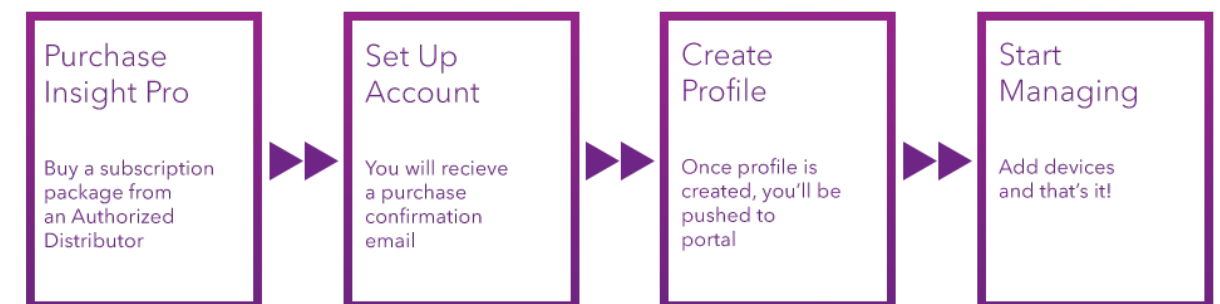 Purchase
Insight Pro
Buy a subscription
package from
an Authorized
Distributor
Set Up
Account
You will recieve
a purchase
confirmation
email
Create
Profile
Once profile is
created, you’ll be
pushed to
portal
Start
Managing
Add devices
and that’s it!